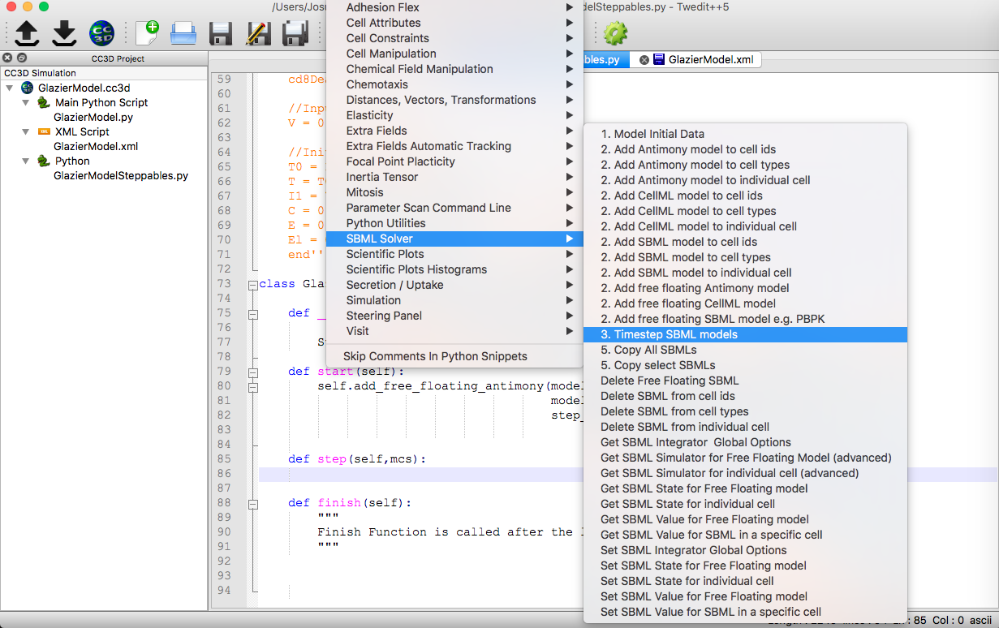 /Users/Josu
delSteppables.py - Twedit++5
CC3D Project
CC3D Simulation
GlazierModel.cc3d
Main Python Script
GlazierModel.py
XML Script
GlazierModel.xml
Python
GlazierModelSteppables.py
bles.py
GlazierModel.xml
59 cd8Dea
60
61 //Inpu
62 V = 0
63
64 //Init
65 T0 =
66 T = T
67 I1 =
68 C = 0
69 E = 0
70 El =
71 end''
72
73 class Gla
74
75 def __
76
77 S
78
79 def start(self):
80 self.add_free_floating_antimony(model
81 model
82 step_
83
84
85 def step(self,mcs):
86
87
88 def finish(self):
89 """
90 Finish Function is called after the l
91 """
92
93
94
Adhesion Flex
Cell Attributes
Cell Constraints
Cell Manipulation
Chemical Field Manipulation
Chemotaxis
Distances, Vectors, Transformations
Elasticity
Extra Fields
Extra Fields Automatic Tracking
Focal Point Placticity
Inertia Tensor
Mitosis
Parameter Scan Command Line
Python Utilities
SBML Solver
Scientific Plots
Scientific Plots Histograms
Secretion / Uptake
Simulation
Steering Panel
Visit
Skip Comments In Python Snippets
1. Model Initial Data
2. Add Antimony model to cell ids
2. Add Antimony model to cell types
2. Add Antimony model to individual cell
2. Add CellML model to cell ids
2. Add CellML model to cell types
2. Add CellML model to individual cell
2. Add SBML model to cell ids
2. Add SBML model to cell types
2. Add SBML model to individual cell
2. Add free floating Antimony model
2. Add free floating CellML model
2. Add free floating SBML model e.g. PBPK
3. Timestep SBML models
5. Copy All SBMLs
5. Copy select SBMLs
Delete Free Floating SBML
Delete SBML from cell ids
Delete SBML from cell types
Delete SBML from individual cell
Get SBML Integrator  Global Options
Get SBML Simulator for Free Floating Model (advanced)
Get SBML Simulator for individual cell (advanced)
Get SBML State for Free Floating model
Get SBML State for individual cell
Get SBML Value for Free Floating model
Get SBML Value for SBML in a specific cell
Set SBML Integrator Global Options
Set SBML State for Free Floating model
Set SBML State for individual cell
Set SBML Value for Free Floating model
Set SBML Value for SBML in a specific cell
: 85 Col : 0 ascii